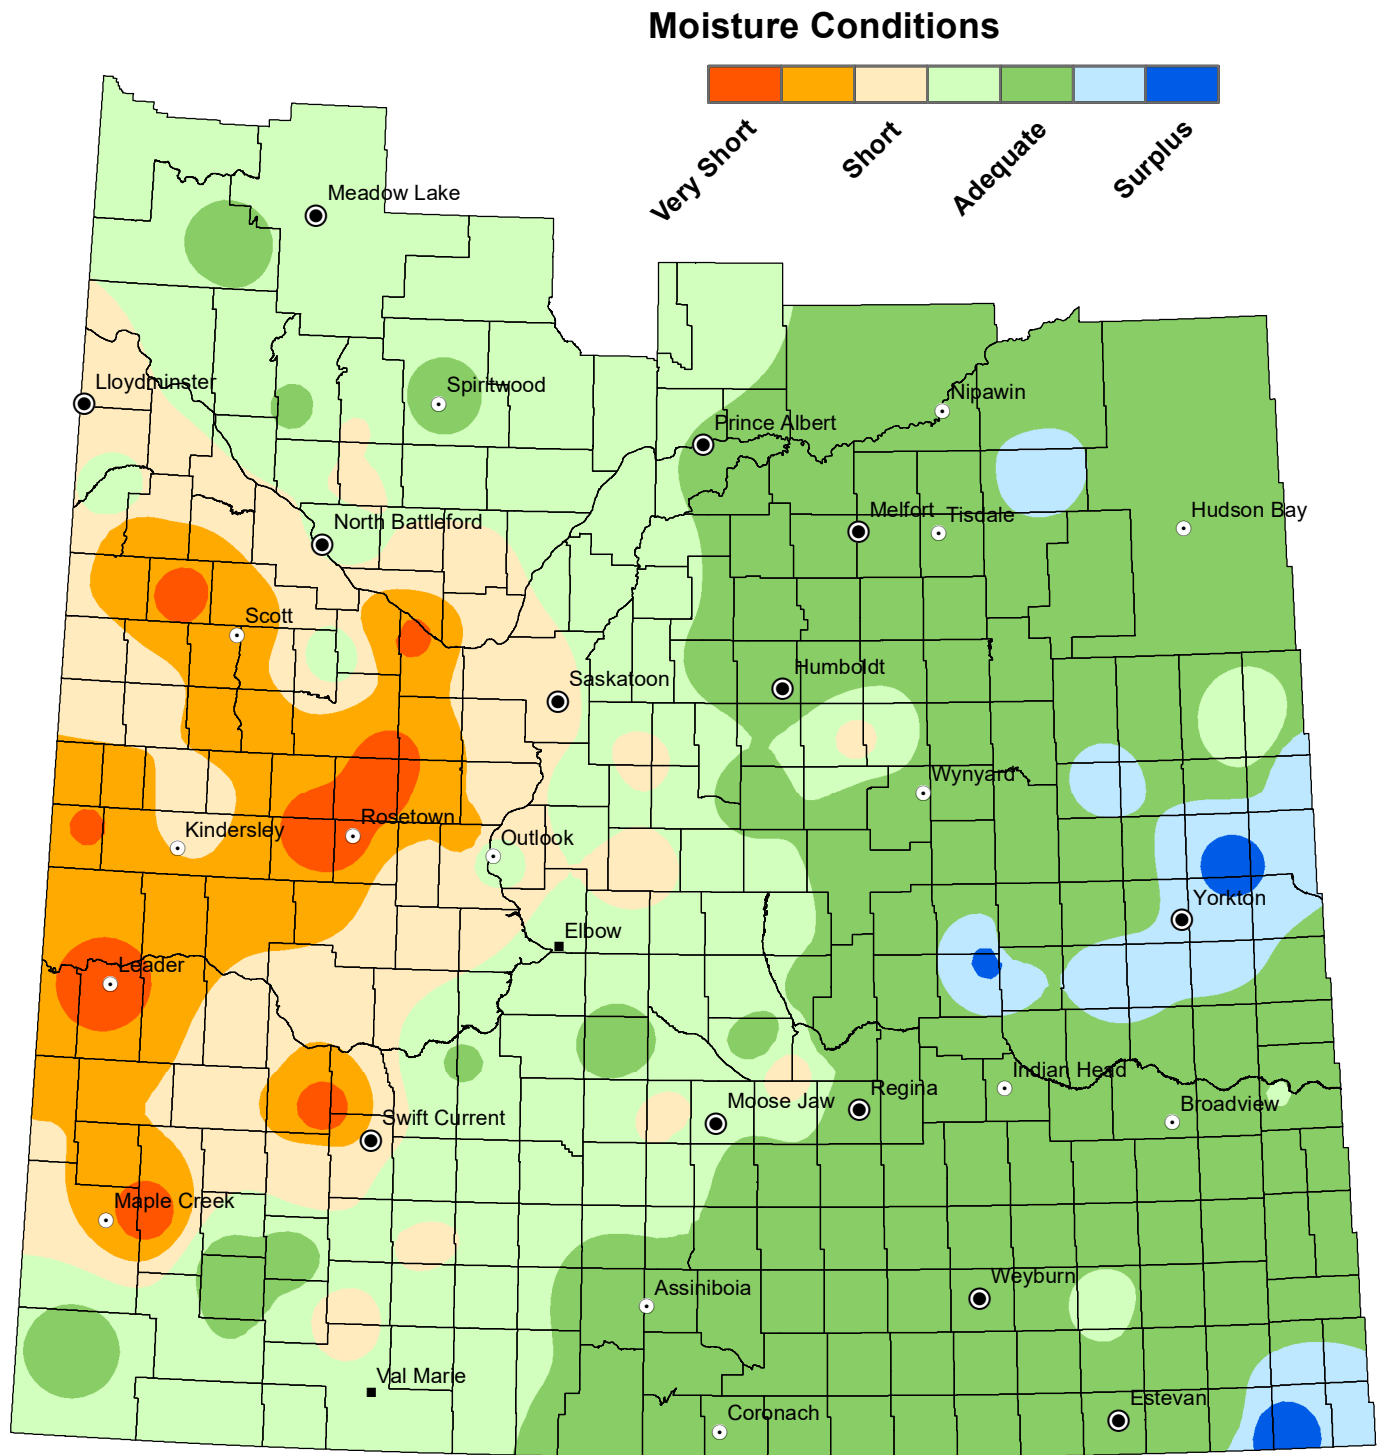 Moisture Conditions
Very Short
Short
Adequate
Surplus
Meadow Lake
Lloydminster
Spiritwood
Nipawin
Prince Albert
Melfort
Tisdale
Hudson Bay
North Battleford
Scott
Saskatoon
Humboldt
Wynyard
Kindersley
Rosetown
Outlook
Yorkton
Elbow
Leader
Indian Head
Regina
Moose Jaw
Broadview
Swift Current
Maple Creek
Weyburn
Assiniboia
Val Marie
Estevan
Coronach